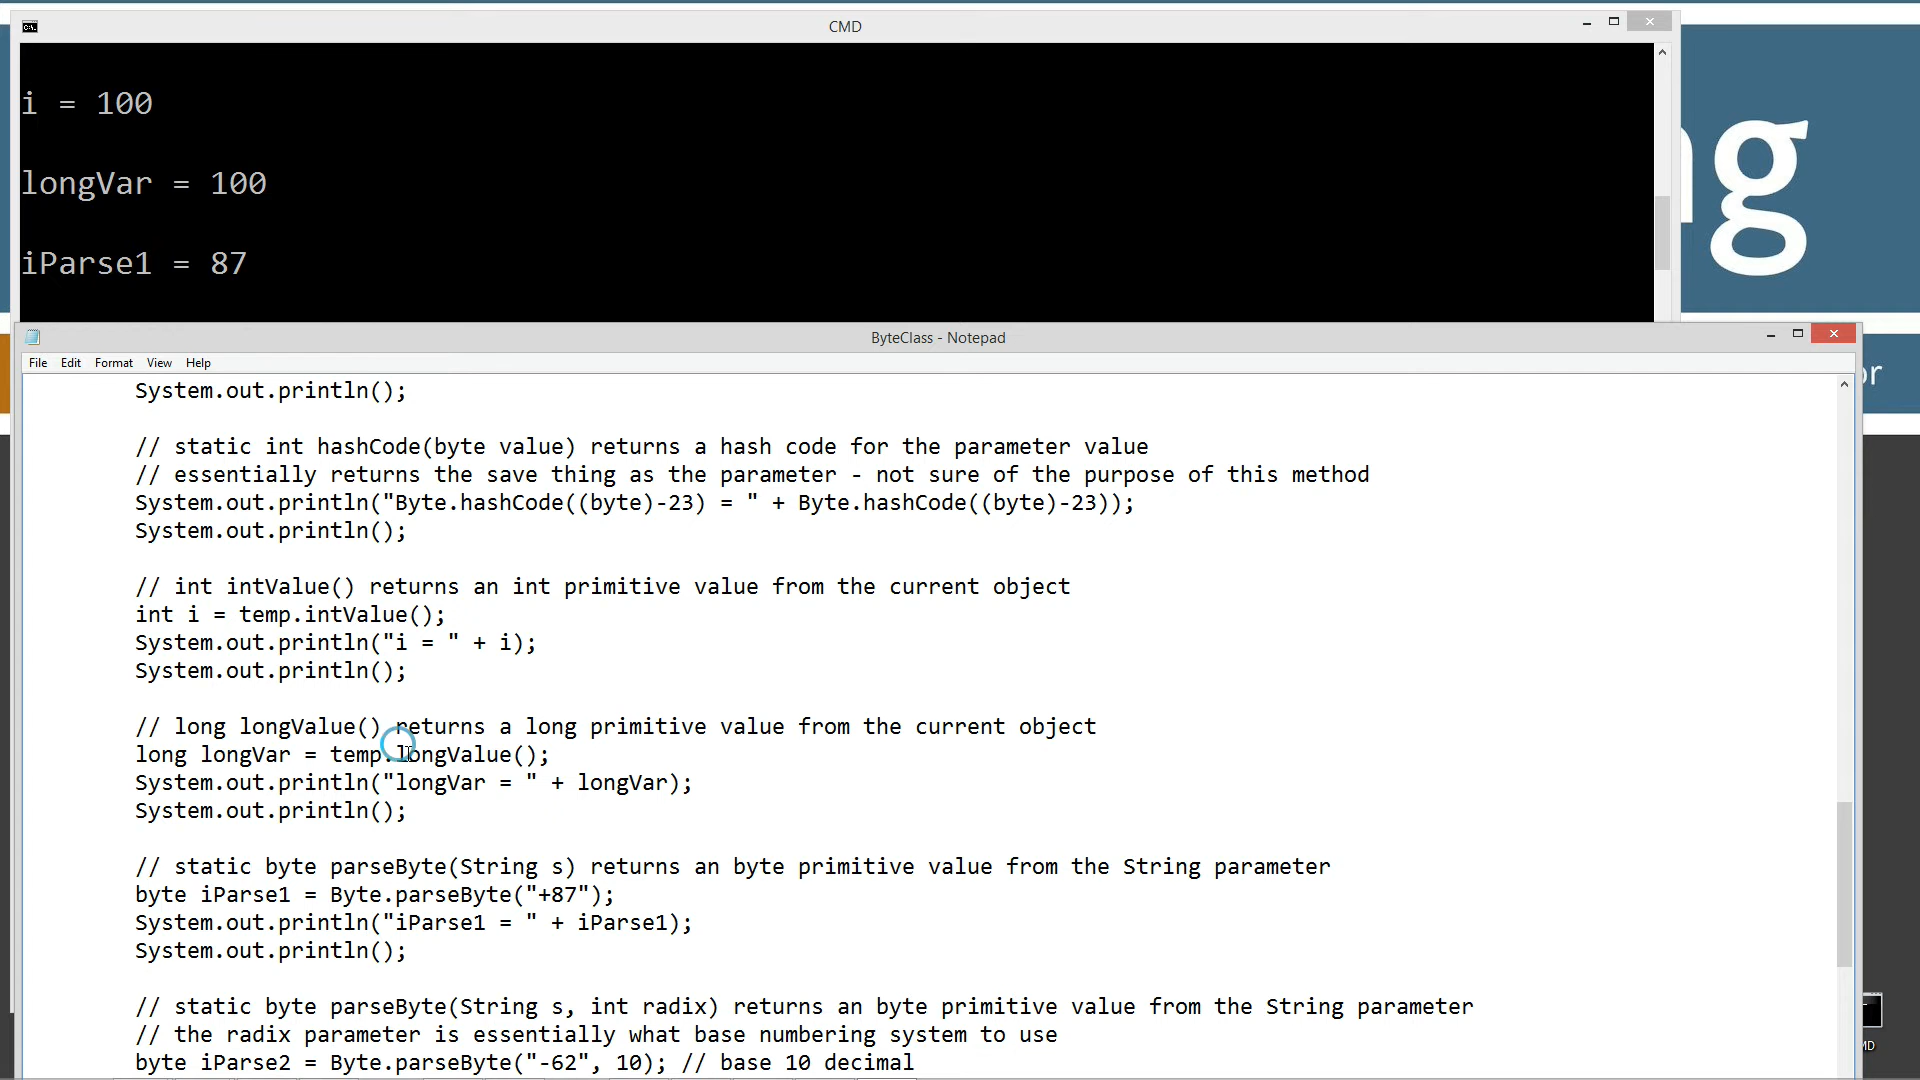 CMD
i = 100
longVar = 100
iParse1 = 87
ng
or
ByteClass - Notepad
File Edit Format View Help
System.out.println();
// static int hashCode(byte value) returns a hash code for the parameter value
// essentially returns the save thing as the parameter - not sure of the purpose of this method
System.out.println("Byte.hashCode((byte)-23) = " + Byte.hashCode((byte)-23));
System.out.println();
// int intValue() returns an int primitive value from the current object
int i = temp.intValue();
System.out.println("i = " + i);
System.out.println();
// long longValue() returns a long primitive value from the current object
long longVar = temp.longValue();
System.out.println("longVar = " + longVar);
System.out.println();
// static byte parseByte(String s) returns an byte primitive value from the String parameter
byte iParse1 = Byte.parseByte("+87");
System.out.println("iParse1 = " + iParse1);
System.out.println();
// static byte parseByte(String s, int radix) returns an byte primitive value from the String parameter
// the radix parameter is essentially what base numbering system to use
byte iParse2 = Byte.parseByte("-62", 10); // base 10 decimal
MD